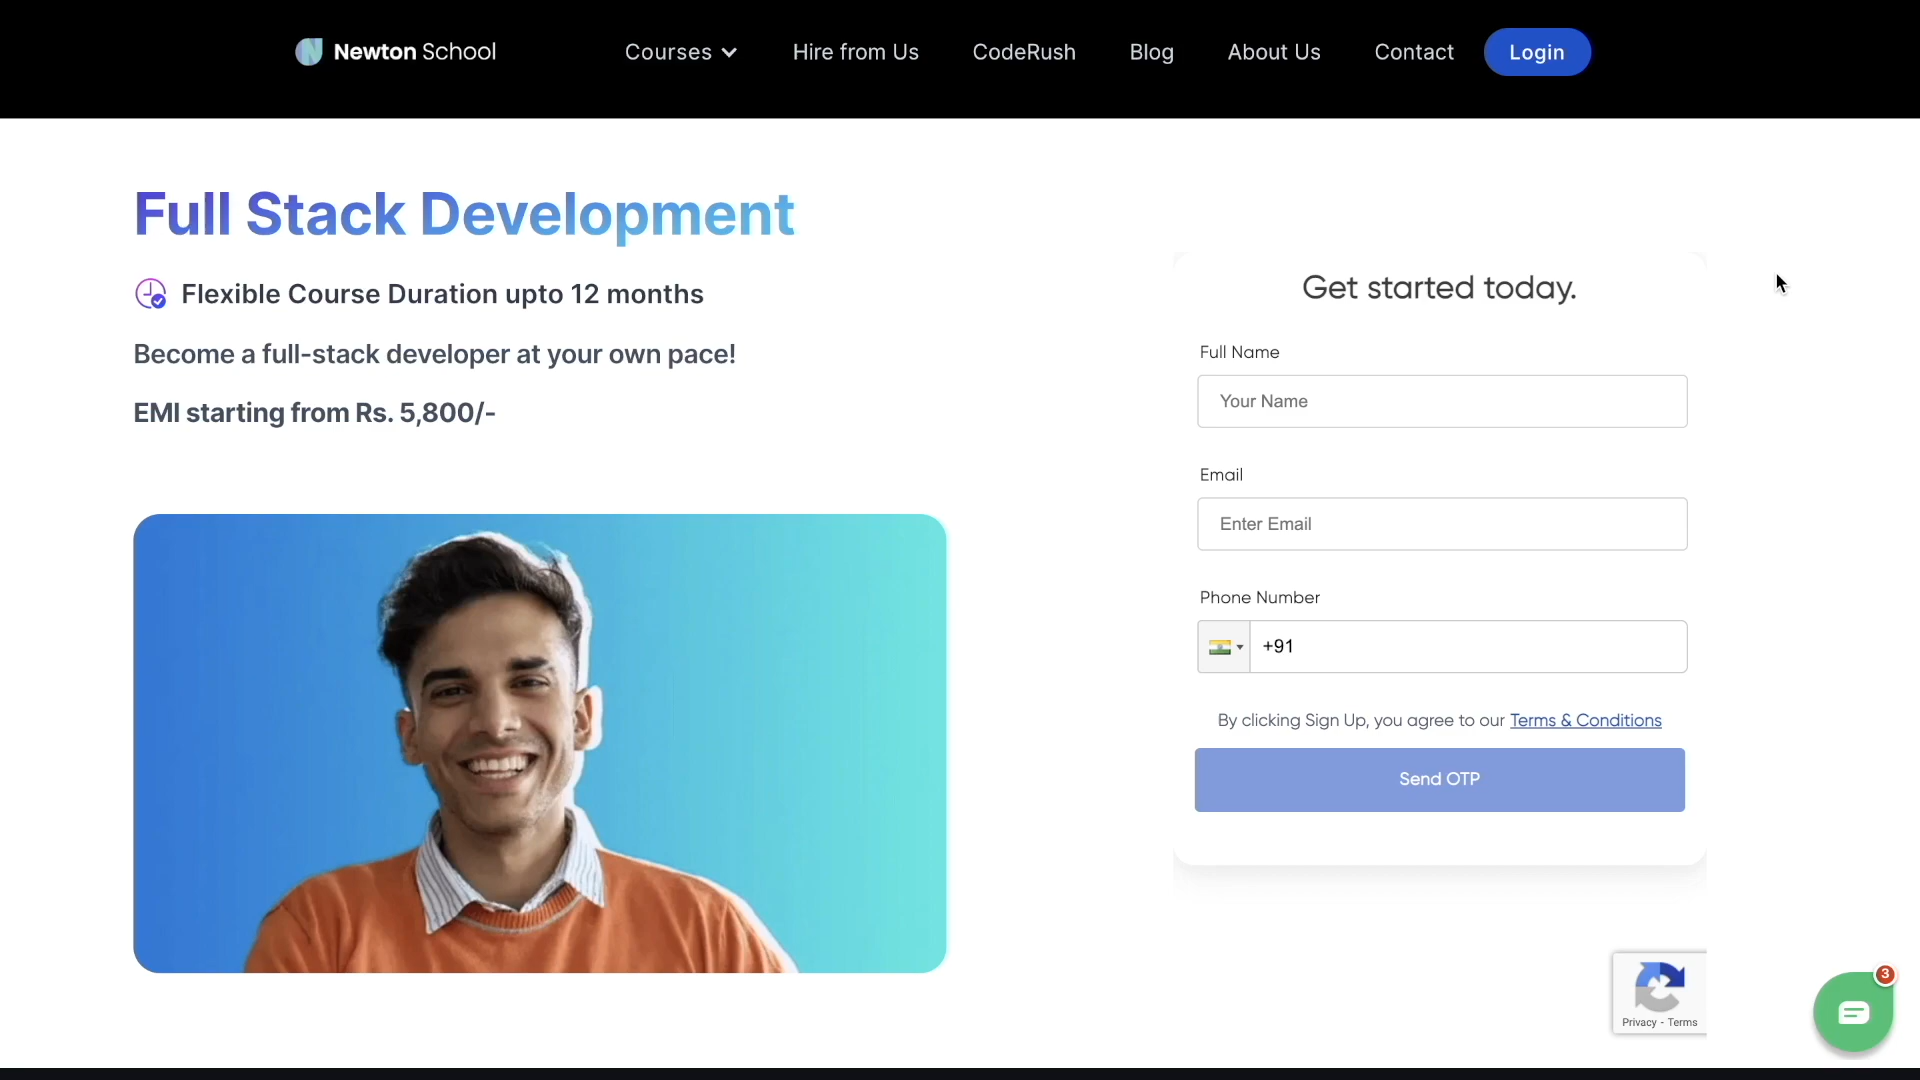 Newton School
Courses
Hire from Us
CodeRush
Blog
About Us
Contact
Login
Full Stack Development
Flexible Course Duration upto 12 months
Become a full-stack developer at your own pace!
EMI starting from Rs. 5,800/-
Get started today.
Full Name
Your Name
Email
Enter Email
Phone Number
+91
By clicking Sign Up, you agree to our Terms & Conditions
Send OTP
Privacy - Terms
3